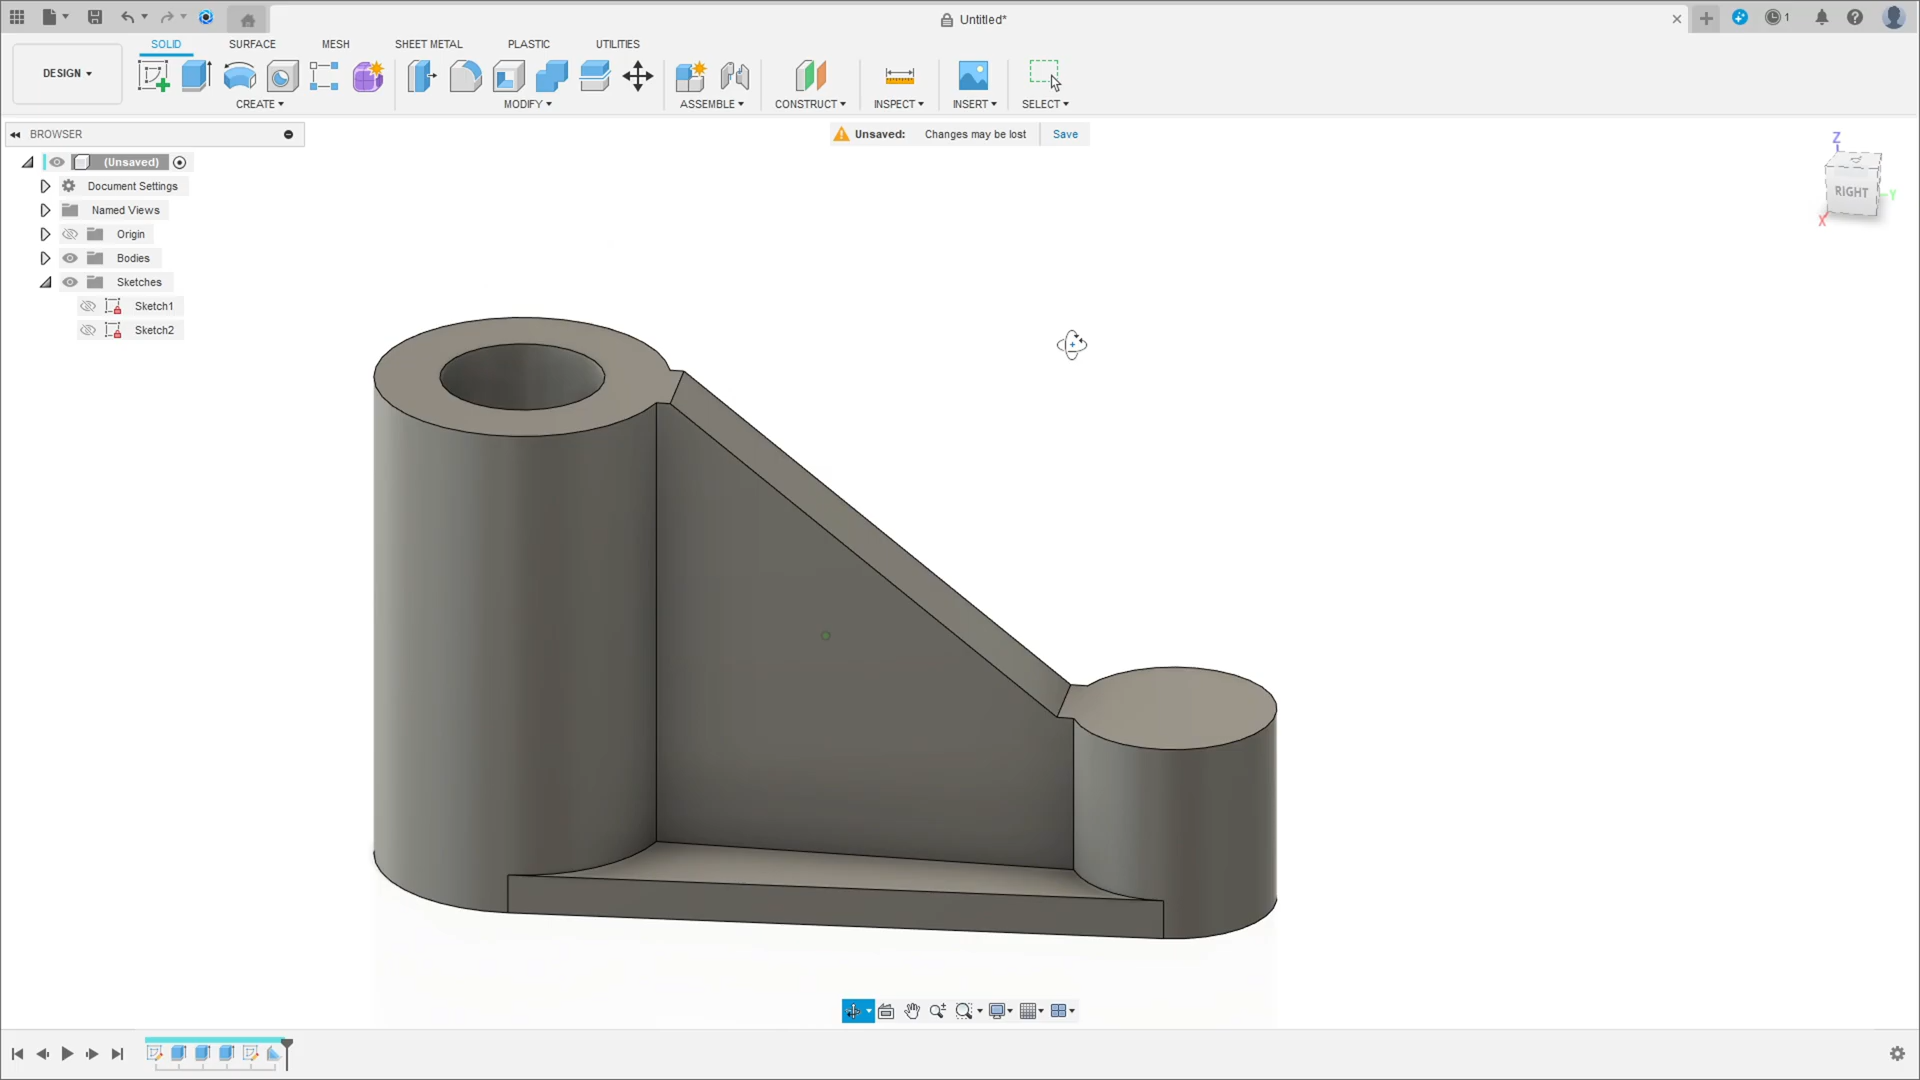 Untitled*
1
DESIGN
SOLID
SURFACE
MESH
SHEET METAL
PLASTIC
UTILITIES
CREATE
MODIFY
ASSEMBLE
CONSTRUCT
INSPECT
INSERT
SELECT
BROWSER
Unsaved: Changes may be lost Save
(Unsaved)
Document Settings
Named Views
Origin
Bodies
Sketches
Sketch1
Sketch2
Z
RIGHT
Y
X